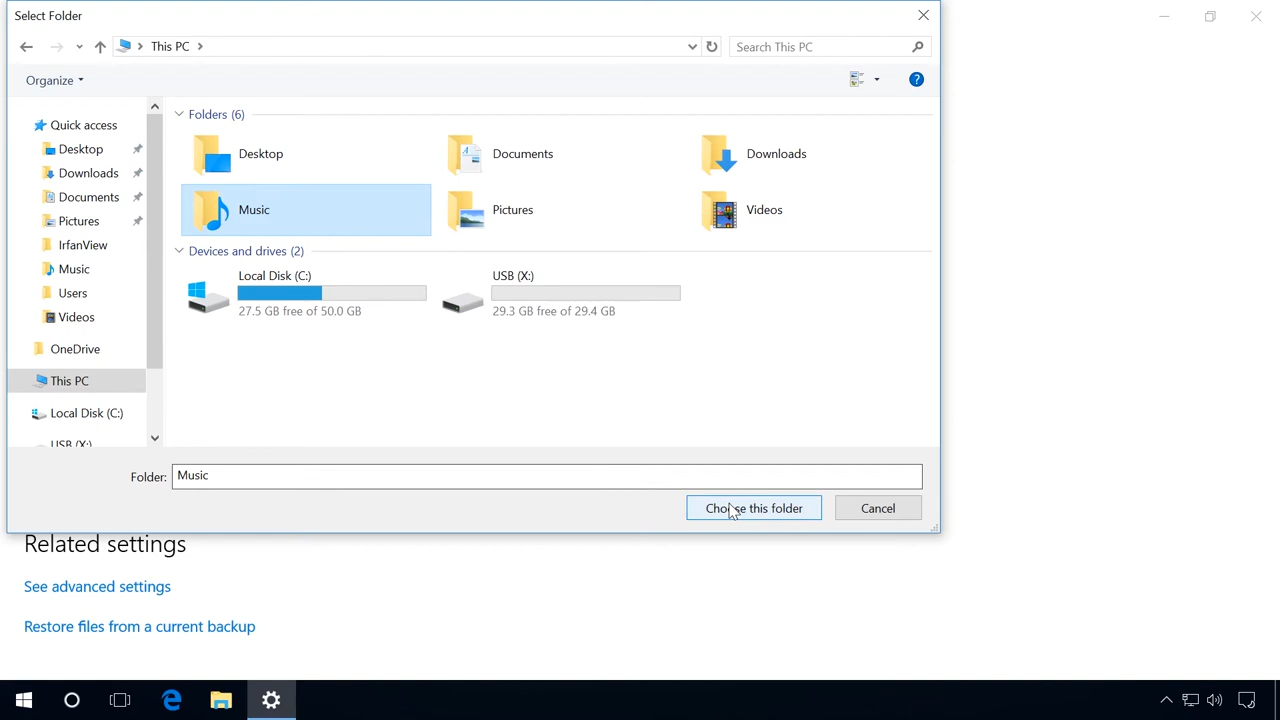 Select Folder
This PC
Search This PC
Organize
?
Quick access
Desktop
Downloads
Documents
Pictures
IrfanView
Music
Users
Videos
OneDrive
This PC
Local Disk (C:)
USB (X:)
Folders (6)
Desktop
Documents
Downloads
Music
Pictures
Videos
Devices and drives (2)
Local Disk (C:)
27.5 GB free of 50.0 GB
USB (X:)
29.3 GB free of 29.4 GB
Folder: Music
Choose this folder
Cancel
Related settings
See advanced settings
Restore files from a current backup